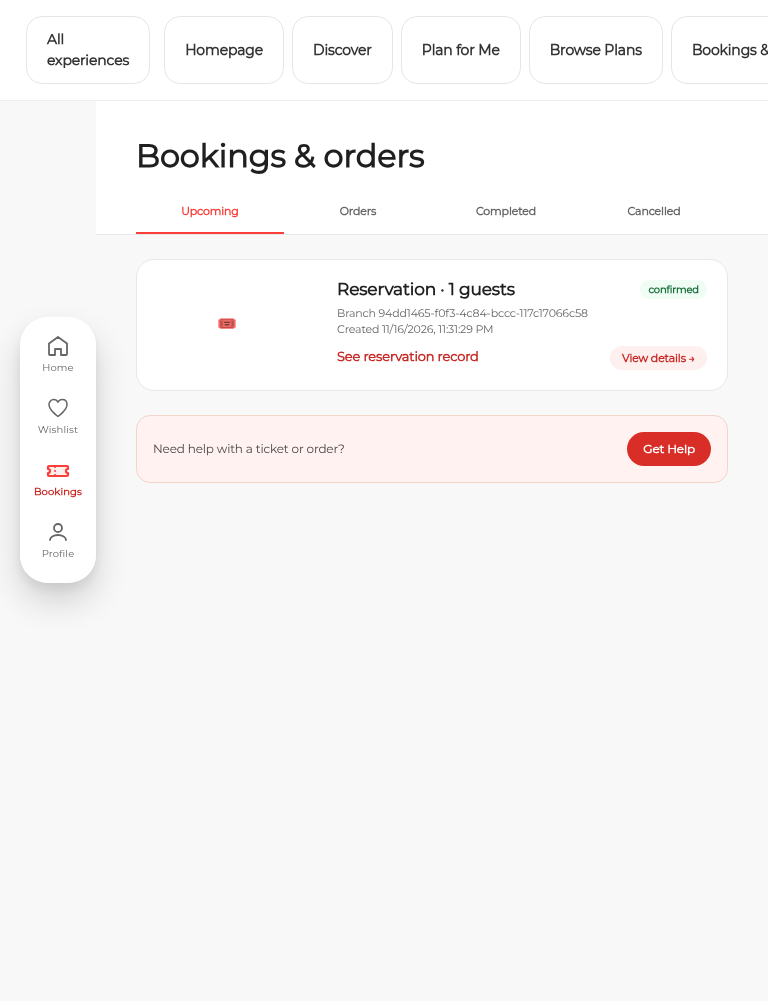 All
experiences
Homepage
Discover
Plan for Me
Browse Plans
Bookings &
Bookings & orders
Upcoming
Orders
Completed
Cancelled
Reservation · 1 guests
confirmed
Branch 94dd1465-f0f3-4c84-bccc-117c17066c58
Created 11/16/2026, 11:31:29 PM
See reservation record
View details →
Home
Wishlist
Bookings
Profile
Need help with a ticket or order?
Get Help